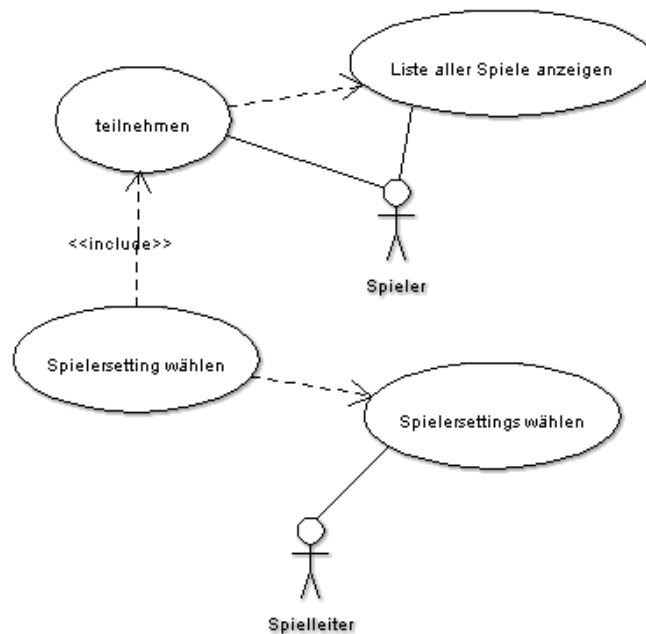 Liste aller Spiele anzeigen
teilnehmen
<<include>>
Spieler
Spielersetting wählen
Spielersettings wählen
Spielleiter